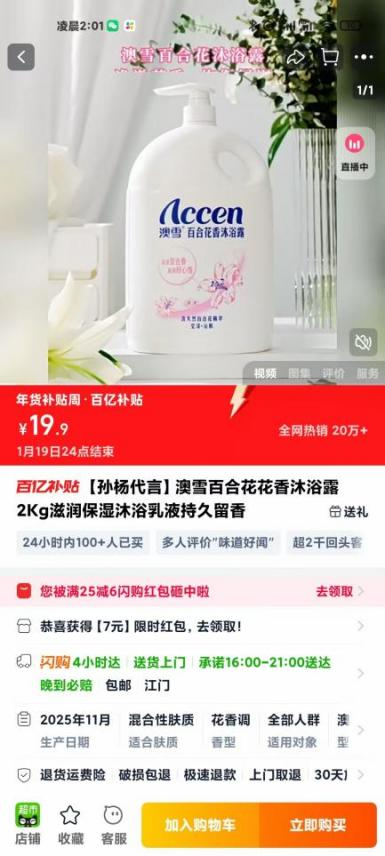 凌晨2:01
澳雪百合花沐浴露
1/1
直播中
Accen
澳雪 百合花香沐浴露
视频 图集 评价 服务
年货补贴周·百亿补贴
¥19.9
全网热销 20万+
1月19日24点结束
百亿补贴【孙杨代言】澳雪百合花花香沐浴露
2Kg滋润保湿沐浴乳液持久留香
送礼
24小时内100+人已买 多人评价“味道好闻” 超2千回头客
您被满25减6闪购红包砸中啦 去领取
恭喜获得【7元】限时红包，去领取！
闪购 4小时达 送货上门 承诺16:00-21:00送达
晚到必赔 包邮 江门
2025年11月 混合性肤质 花香调 全部人群 澳
生产日期 适合肤质 香型 适用对象 型
退货运费险 破损包退 极速退款 上门取退 30天
超市
店铺 收藏 客服 加入购物车 立即购买